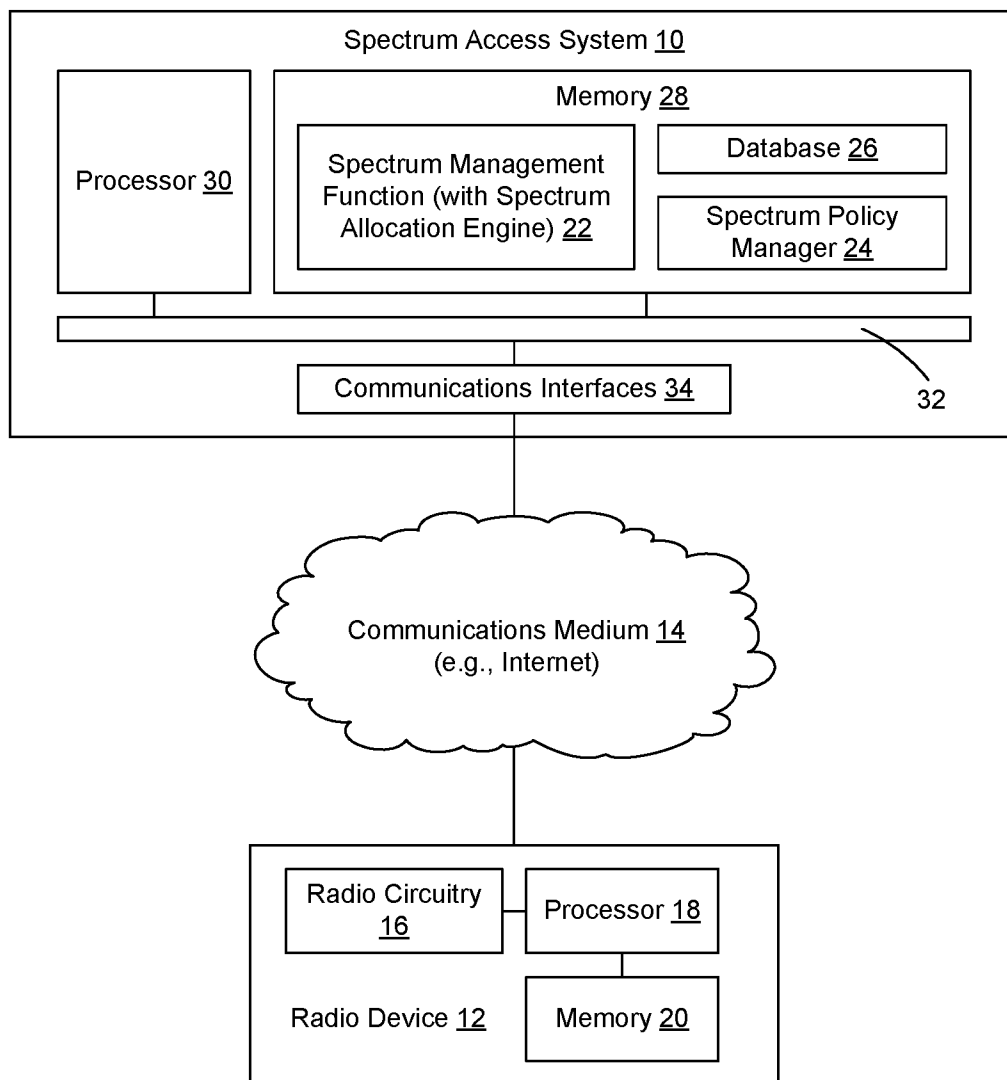 Spectrum Access System 10
Processor 30
Memory 28
Spectrum Management
Function (with Spectrum
Allocation Engine) 22
Database 26
Spectrum Policy
Manager 24
Communications Interfaces 34
32
Communications Medium 14
(e.g., Internet)
Radio Circuitry
16
Processor 18
Radio Device 12
Memory 20